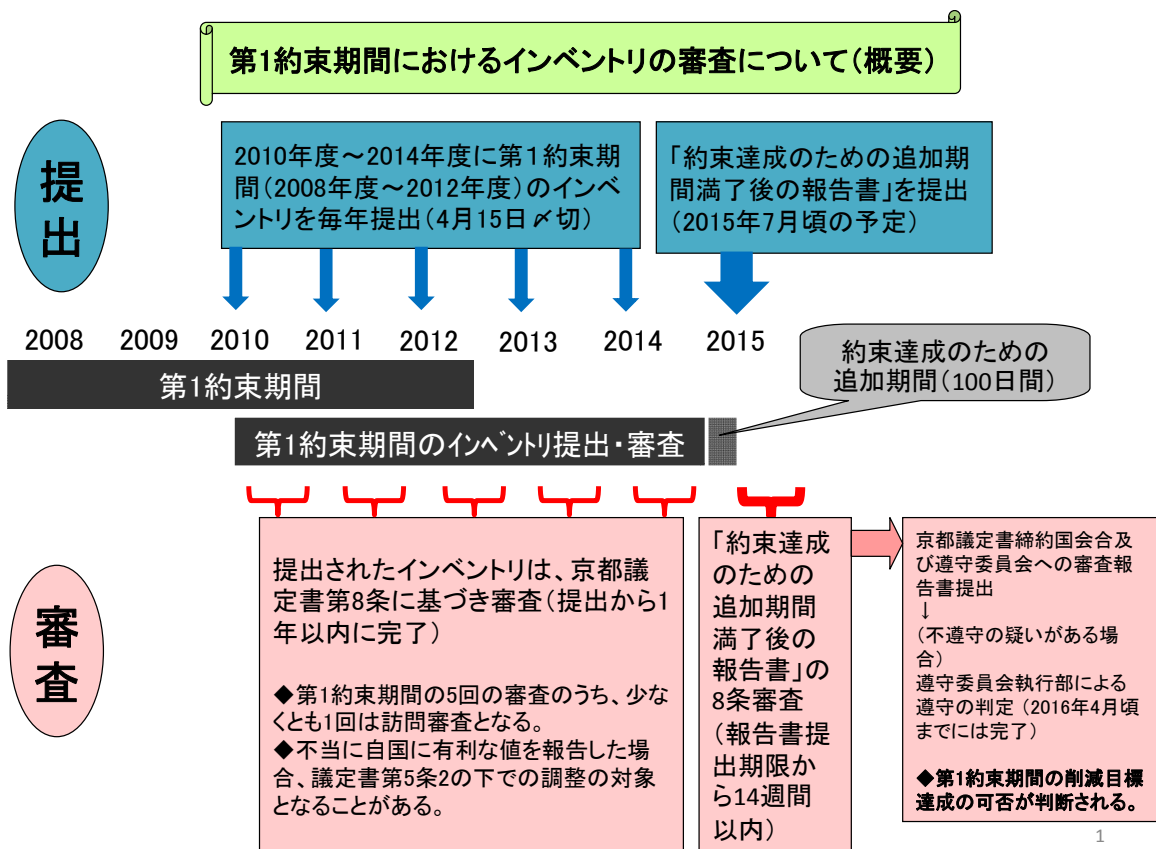 第1約束期間におけるインベントリの審査について(概要)
提出
2010年度～2014年度に第1約束期
間(2008年度～2012年度)のインベ
ントリを毎年提出(4月15日〆切)
「約束達成のための追加期
間満了後の報告書」を提出
(2015年7月頃の予定)
2008 2009 2010 2011 2012 2013 2014 2015
約束達成のための
追加期間(100日間)
第1約束期間
第1約束期間のインベントリ提出・審査
審査
提出されたインベントリは、京都議
定書第8条に基づき審査(提出から1
年以内に完了)
◆第1約束期間の5回の審査のうち、少な
くとも1回は訪問審査となる。
◆不当に自国に有利な値を報告した場
合、議定書第5条2の下での調整の対象
となることがある。
「約束達成
のための
追加期間
満了後の
報告書」の
8条審査
(報告書提
出期限か
ら14週間
以内)
京都議定書締約国会合及
び遵守委員会への審査報
告書提出
↓
(不遵守の疑いがある場
合)
遵守委員会執行部による
遵守の判定 (2016年4月頃
までには完了)
◆第1約束期間の削減目標
達成の可否が判断される。
1